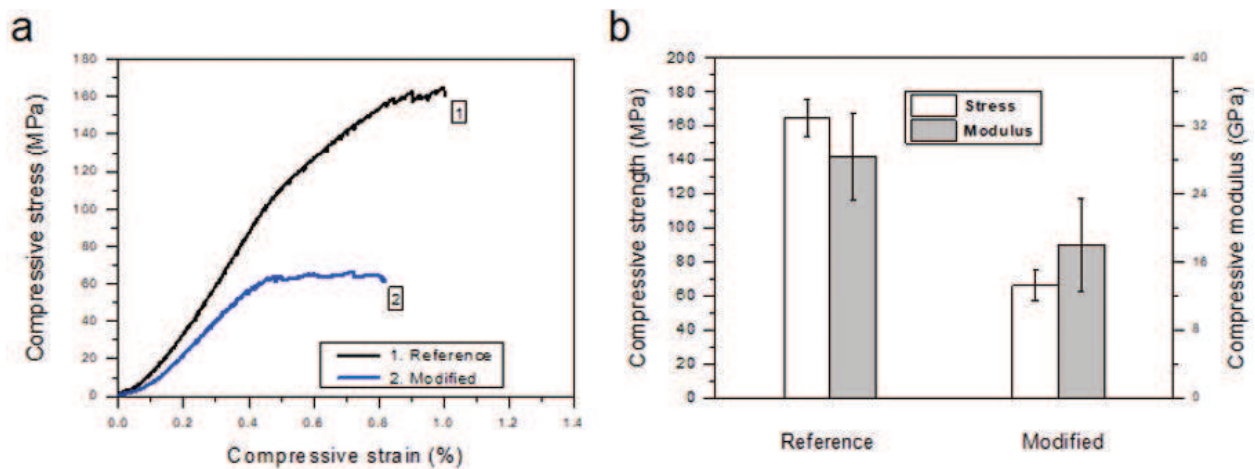 a
180
160
140
120
100
80
60
40
20
0
Compressive stress (MPa)
1
2
1. Reference
2. Modified
0.0 0.2 0.4 0.6 0.8 1.0 1.2 1.4
Compressive strain (%)
b
200
180
160
140
120
100
80
60
40
20
0
Compressive strength (MPa)
Stress
Modulus
40
32
24
16
8
0
Compressive modulus (GPa)
Reference Modified